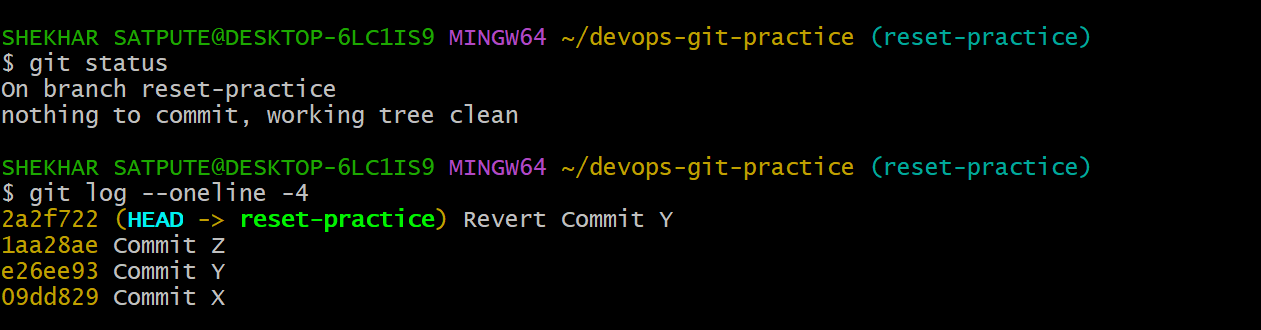 SHEKHAR SATPUTE@DESKTOP-6LC1IS9 MINGW64 ~/devops-git-practice (reset-practice)
$ git status
On branch reset-practice
nothing to commit, working tree clean
SHEKHAR SATPUTE@DESKTOP-6LC1IS9 MINGW64 ~/devops-git-practice (reset-practice)
$ git log --oneline -4
2a2f722 (HEAD -> reset-practice) Revert Commit Y
1aa28ae Commit Z
e26ee93 Commit Y
09dd829 Commit X